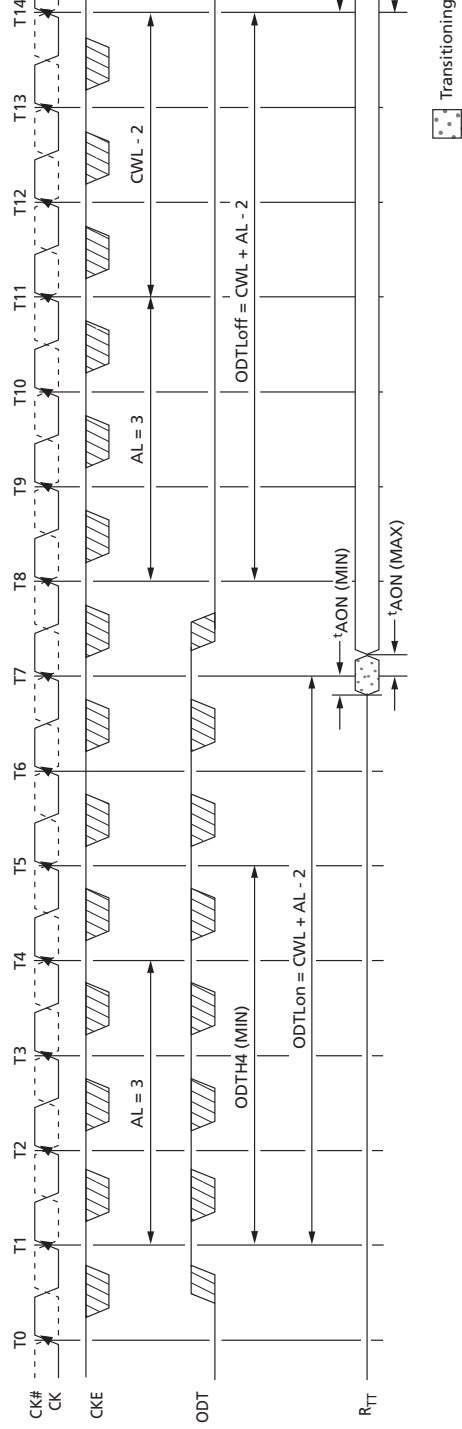 T0 T1 T2 T3 T4 T5 T6 T7 T8 T9 T10 T11 T12 T13 T14
CK#
CK
CKE
AL = 3
AL = 3
CWL - 2
ODT
ODTH4 (MIN)
ODTLoff = CWL + AL - 2
ODTLon = CWL + AL - 2
tAON (MIN)
RTT
tAON (MAX)
Transitioning